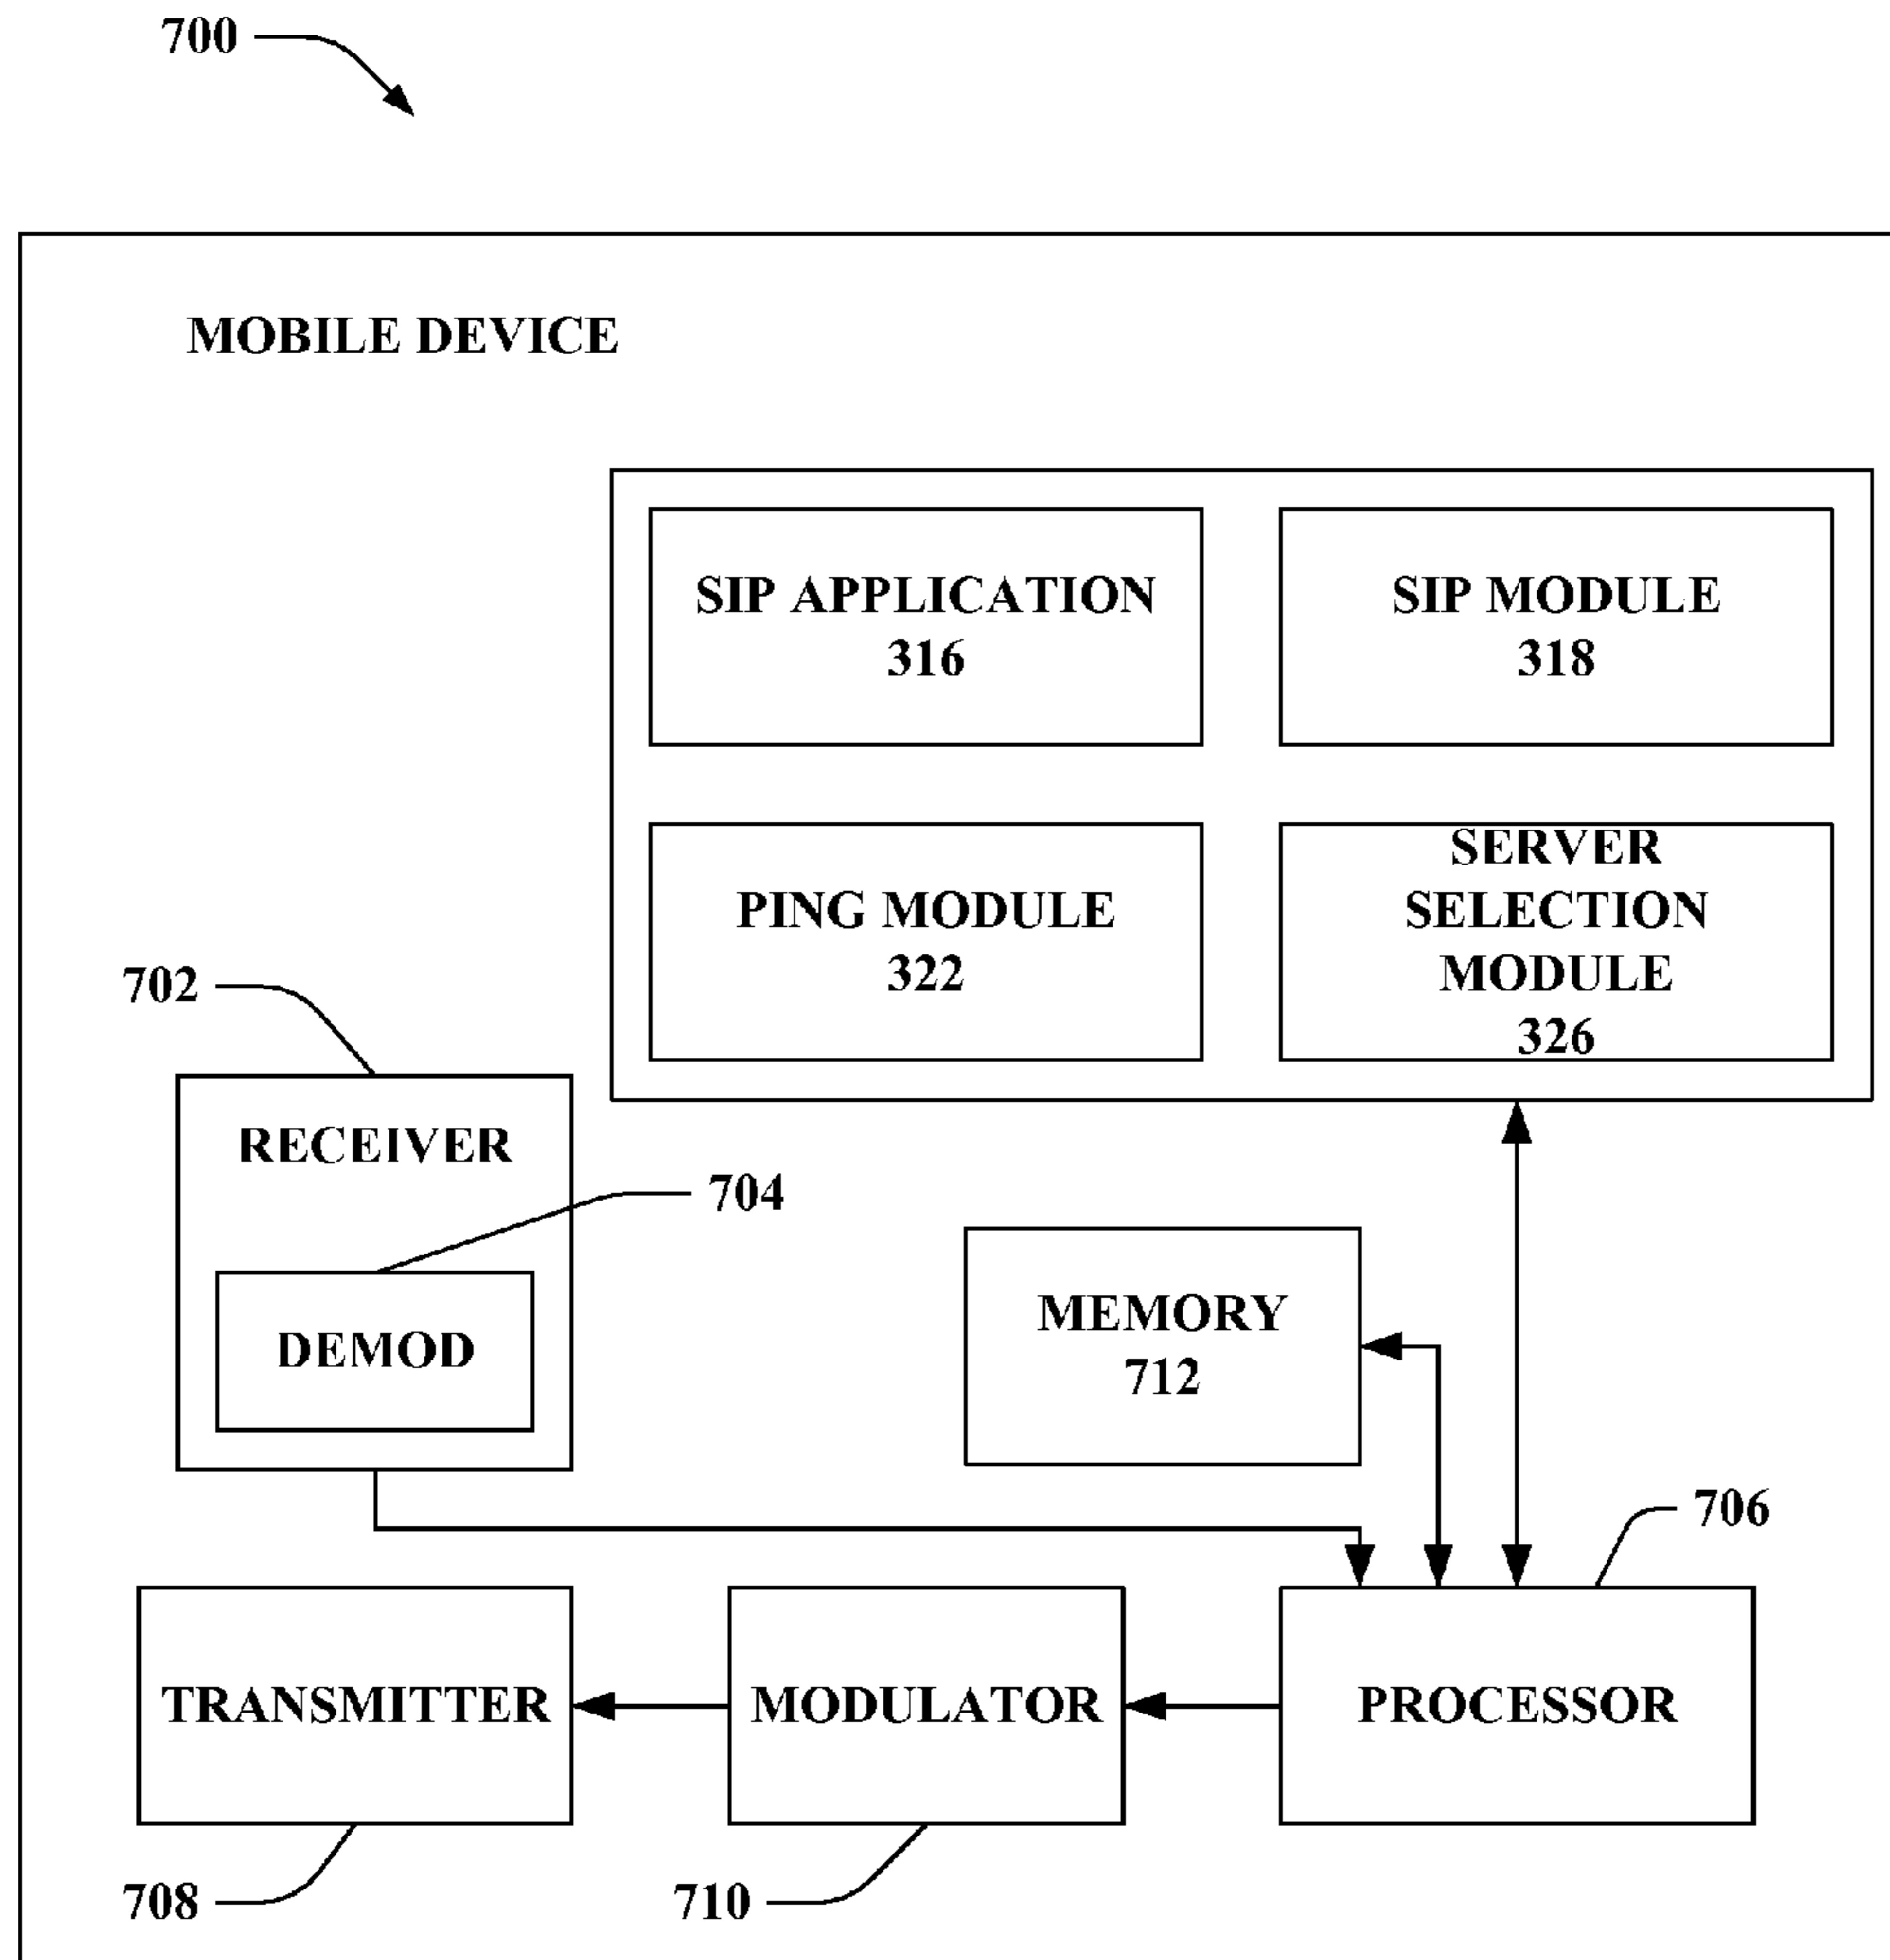 700
MOBILE DEVICE
SIP APPLICATION
316
SIP MODULE
318
PING MODULE
322
SERVER
SELECTION
MODULE
326
702
RECEIVER
704
DEMOD
MEMORY
712
706
TRANSMITTER
MODULATOR
PROCESSOR
708
710